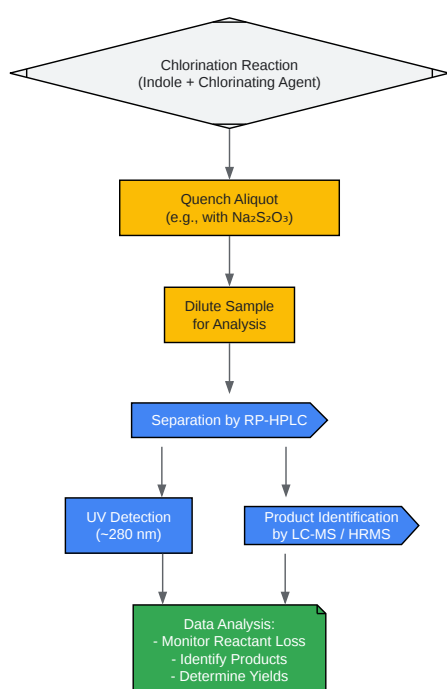 Chlorination Reaction
(Indole + Chlorinating Agent)
Quench Aliquot
(e.g., with Na₂S₂O₃)
Dilute Sample
for Analysis
Separation by RP-HPLC
UV Detection
(~280 nm)
Product Identification
by LC-MS / HRMS
Data Analysis:
- Monitor Reactant Loss
- Identify Products
- Determine Yields